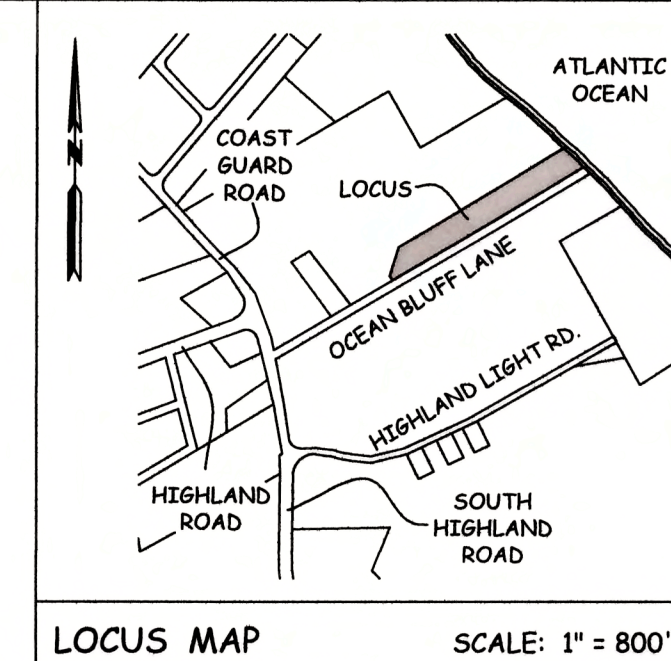 N
ATLANTIC
OCEAN
COAST
GUARD
ROAD
LOCUS
OCEAN BLUFF LANE
HIGHLAND LIGHT RD.
HIGHLAND
ROAD
SOUTH
HIGHLAND
ROAD
LOCUS MAP
SCALE: 1" = 800'